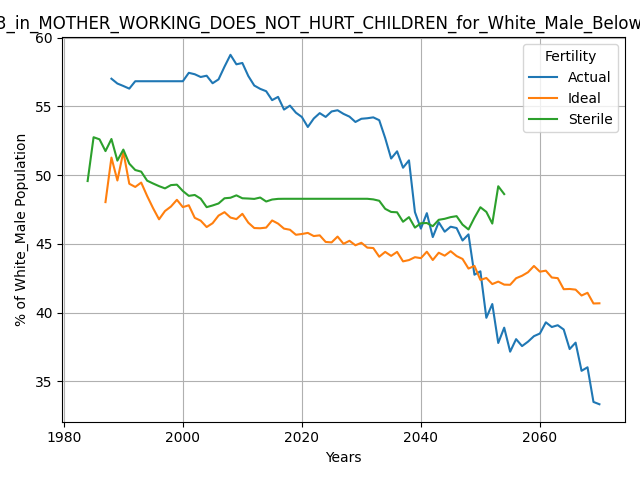 3_in_MOTHER_WORKING_DOES_NOT_HURT_CHILDREN_for_White_Male_Below
60
55
50
45
40
35
% of White_Male Population
1980
2000
2020
2040
2060
Years
Fertility
Actual
Ideal
Sterile